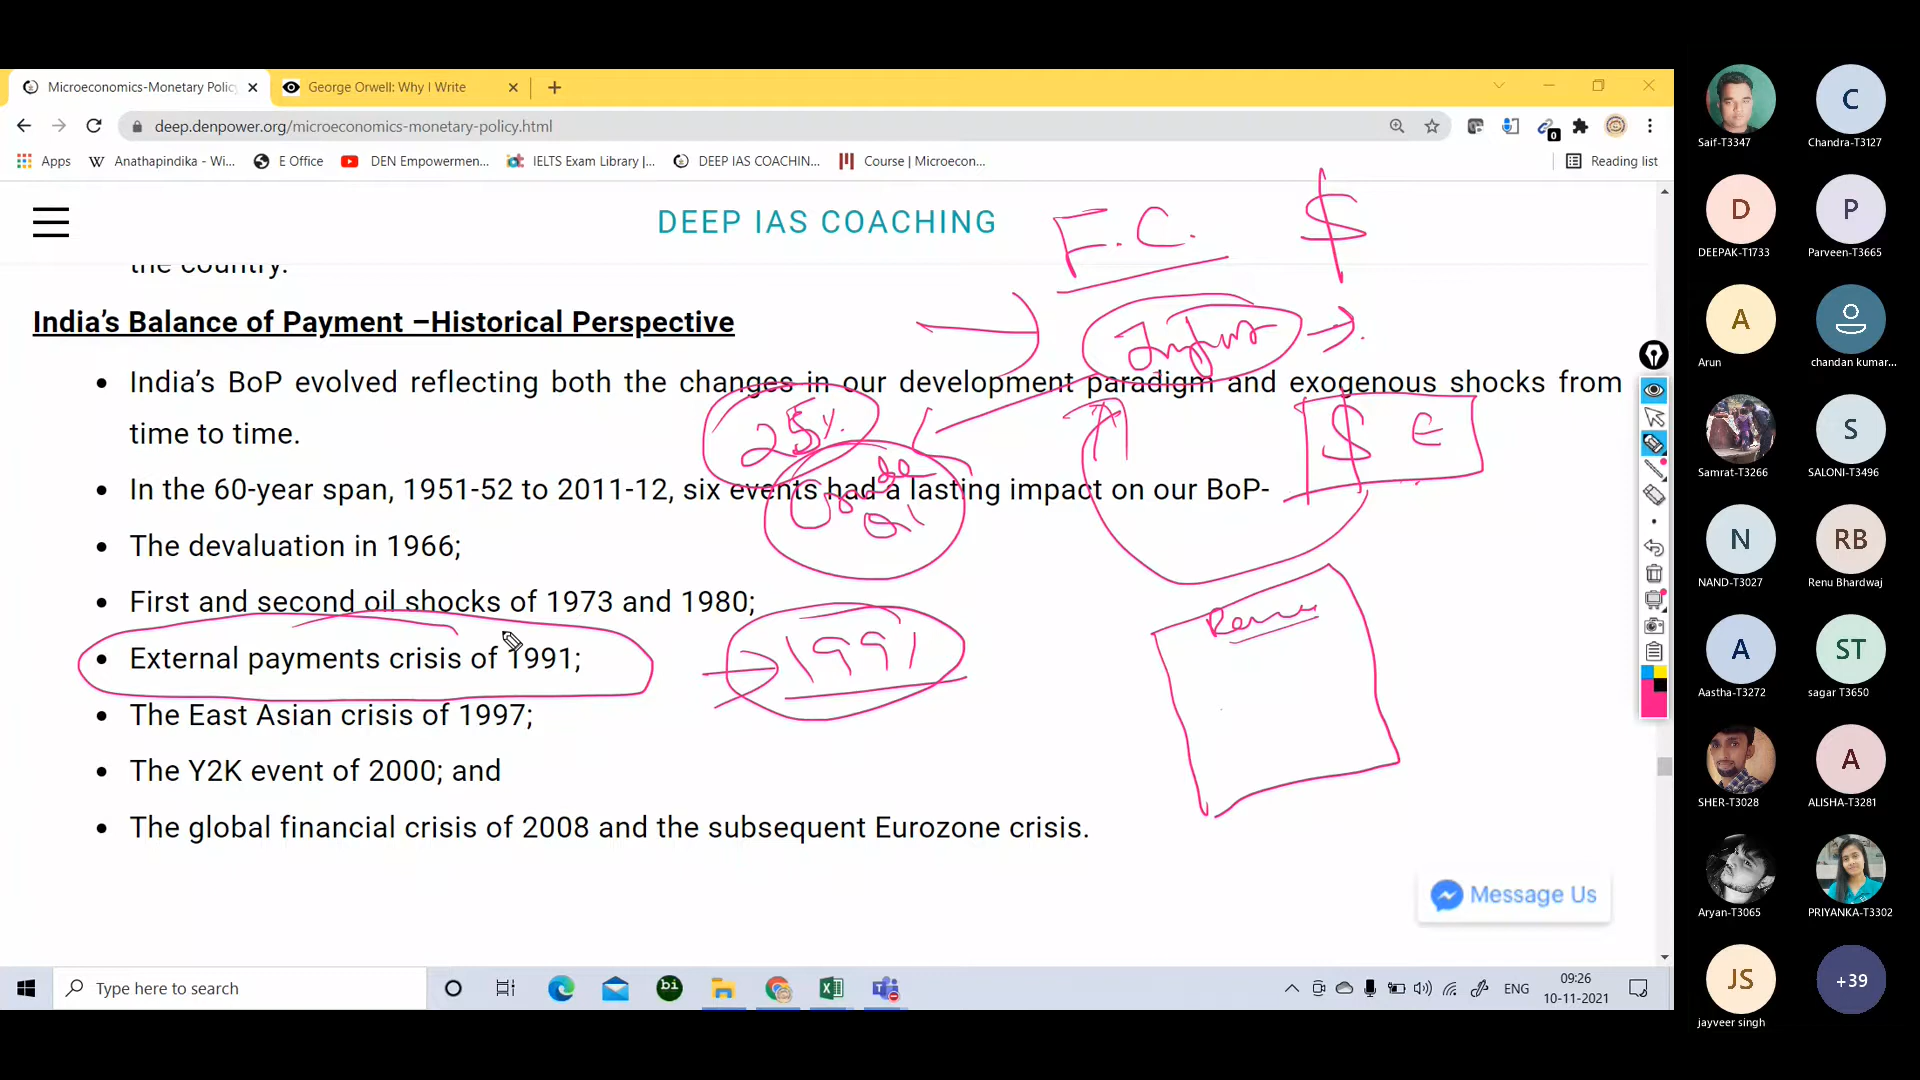 Microeconomics-Monetary Polic
George Orwell: Why I Write
deep.denpower.org/microeconomics-monetary-policy.html
0
Apps
W Anathapindika - Wi...
E Office
DEN Empowermen...
IELTS Exam Library |...
DEEP IAS COACHIN...
Course | Microecon...
Reading list
DEEP IAS COACHING
F.C. $
the country.
India's Balance of Payment –Historical Perspective
• India's BoP evolved reflecting both the changes in our development paradigm and exogenous shocks from
time to time.
25%
$ €
• In the 60-year span, 1951-52 to 2011-12, six events had a lasting impact on our BoP-
• The devaluation in 1966;
• First and second oil shocks of 1973 and 1980;
• External payments crisis of 1991;
1991
• The East Asian crisis of 1997;
• The Y2K event of 2000; and
• The global financial crisis of 2008 and the subsequent Eurozone crisis.
Message Us
Type here to search
bi
ENG
09:26
10-11-2021
Saif-T3347
C
Chandra-T3127
D
DEEPAK-T1733
P
Parveen-T3665
A
Arun
chandan kumar...
Samrat-T3266
S
SALONI-T3496
N
NAND-T3027
RB
Renu Bhardwaj
A
Aastha-T3272
ST
sagar T3650
SHER-T3028
A
ALISHA-T3281
Aryan-T3065
PRIYANKA-T3302
JS
jayveer singh
+39